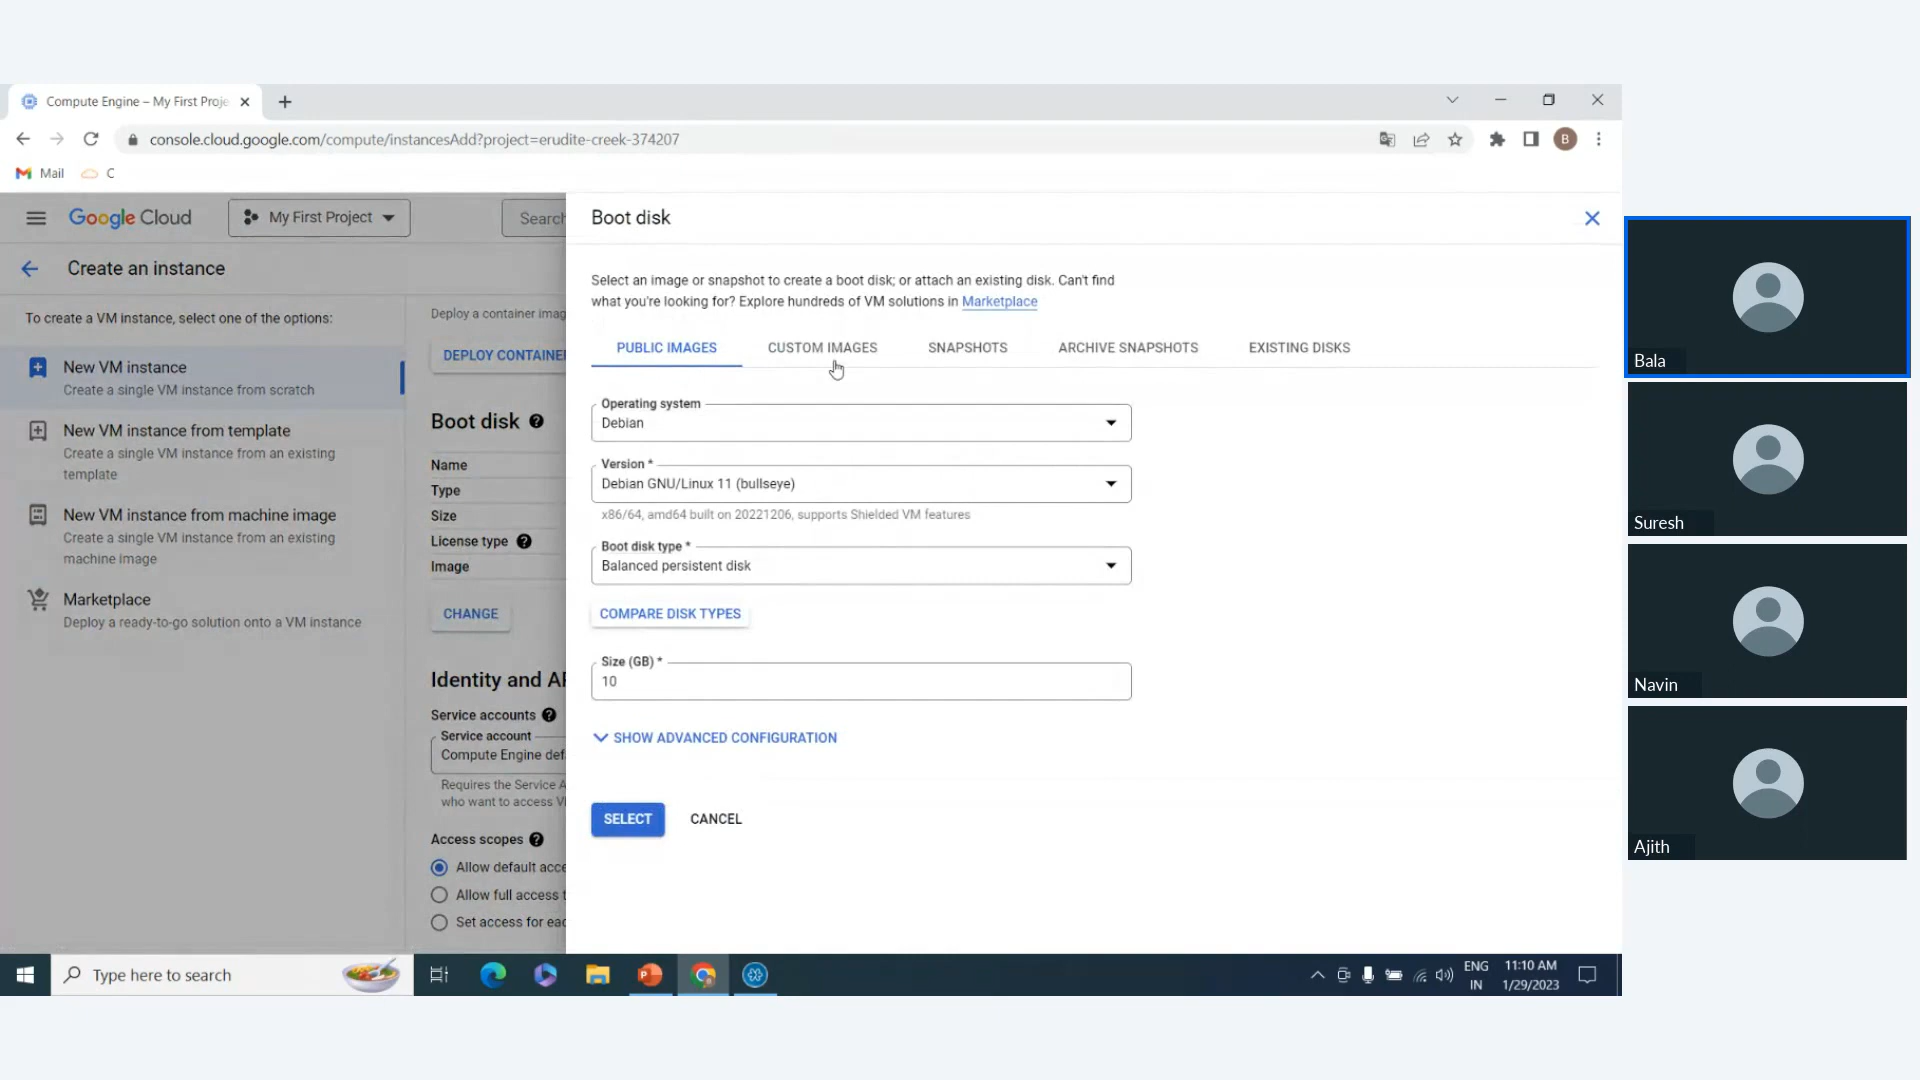 Compute Engine – My First Proje
console.cloud.google.com/compute/instancesAdd?project=erudite-creek-374207
B
Mail
C
Google Cloud
My First Project
Search
Create an instance
To create a VM instance, select one of the options:
New VM instance
Create a single VM instance from scratch
New VM instance from template
Create a single VM instance from an existing
template
New VM instance from machine image
Create a single VM instance from an existing
machine image
Marketplace
Deploy a ready-to-go solution onto a VM instance
Deploy a container imag
DEPLOY CONTAINER
Boot disk
Name
Type
Size
License type
Image
CHANGE
Identity and AP
Service accounts
Service account
Compute Engine def
Requires the Service A
who want to access VM
Access scopes
Allow default acce
Allow full access t
Set access for eac
Boot disk
Select an image or snapshot to create a boot disk; or attach an existing disk. Can't find
what you're looking for? Explore hundreds of VM solutions in Marketplace
PUBLIC IMAGES
CUSTOM IMAGES
SNAPSHOTS
ARCHIVE SNAPSHOTS
EXISTING DISKS
Operating system
Debian
Version *
Debian GNU/Linux 11 (bullseye)
x86/64, amd64 built on 20221206, supports Shielded VM features
Boot disk type *
Balanced persistent disk
COMPARE DISK TYPES
Size (GB) *
10
SHOW ADVANCED CONFIGURATION
SELECT
CANCEL
Bala
Suresh
Navin
Ajith
Type here to search
P
ENG
IN
11:10 AM
1/29/2023